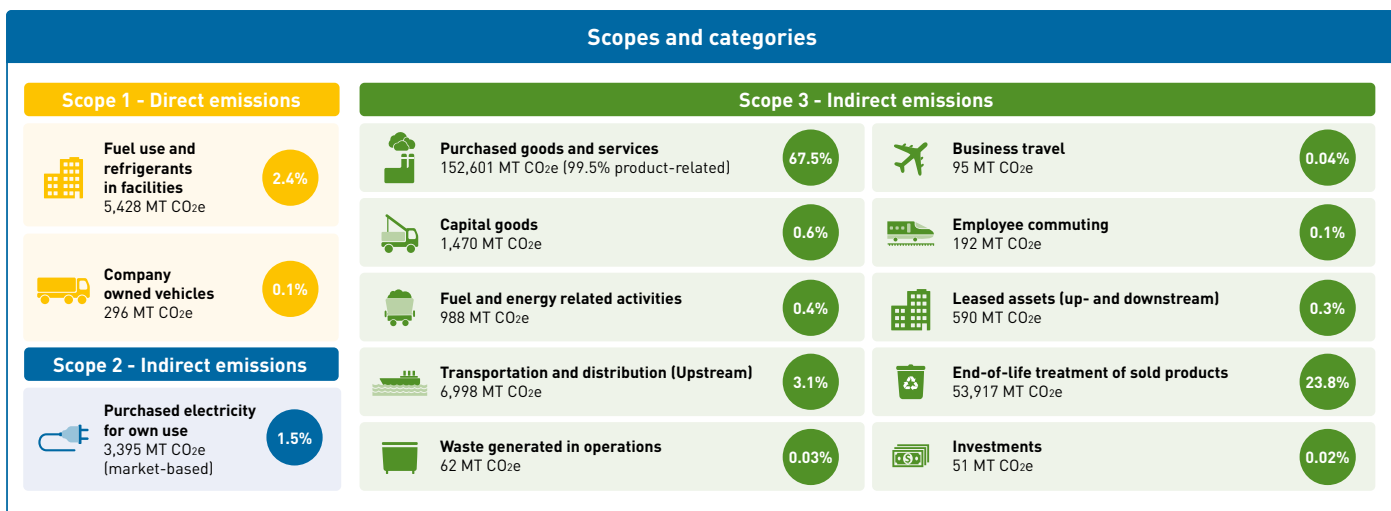 Scopes and categories
Scope 1 - Direct emissions
Fuel use and
refrigerants
in facilities
5,428 MT CO2e
2.4%
Company
owned vehicles
296 MT CO2e
0.1%
Scope 2 - Indirect emissions
Purchased electricity
for own use
3,395 MT CO2e
(market-based)
1.5%
Scope 3 - Indirect emissions
Purchased goods and services
152,601 MT CO2e (99.5% product-related)
67.5%
Capital goods
1,470 MT CO2e
0.6%
Fuel and energy related activities
988 MT CO2e
0.4%
Transportation and distribution (Upstream)
6,998 MT CO2e
3.1%
Waste generated in operations
62 MT CO2e
0.03%
Business travel
95 MT CO2e
0.04%
Employee commuting
192 MT CO2e
0.1%
Leased assets (up- and downstream)
590 MT CO2e
0.3%
End-of-life treatment of sold products
53,917 MT CO2e
23.8%
Investments
51 MT CO2e
0.02%